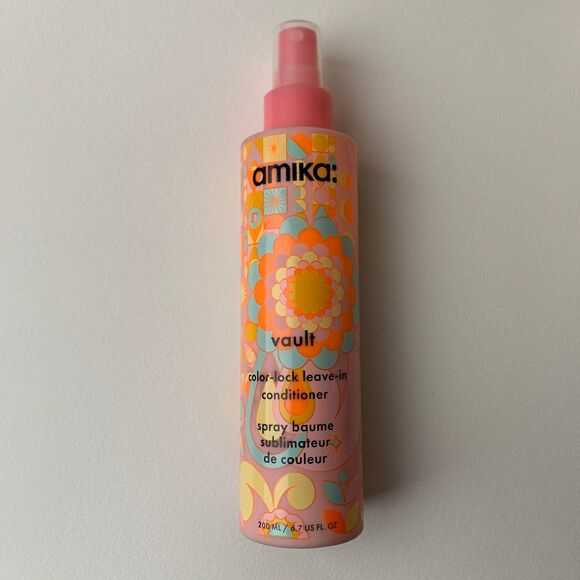 amika:
vault
color-lock leave-in
conditioner
spray baume
sublimateur
de couleur
200 ML / 6.7 US FL. OZ